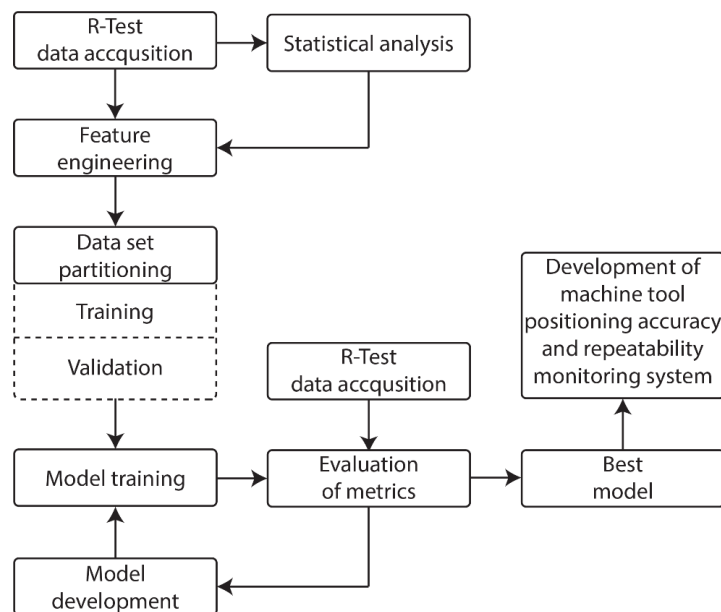 R-Test
data accqusition
Statistical analysis
Feature
engineering
Data set
partitioning
Training
Validation
Development of
machine tool
positioning accuracy
and repeatability
monitoring system
R-Test
data accqusition
Model training
Evaluation
of metrics
Best
model
Model
development